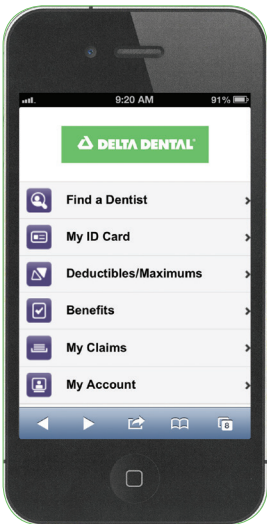 9:20 AM 91%
DELTA DENTAL®
Find a Dentist
My ID Card
Deductibles/Maximums
Benefits
My Claims
My Account
8